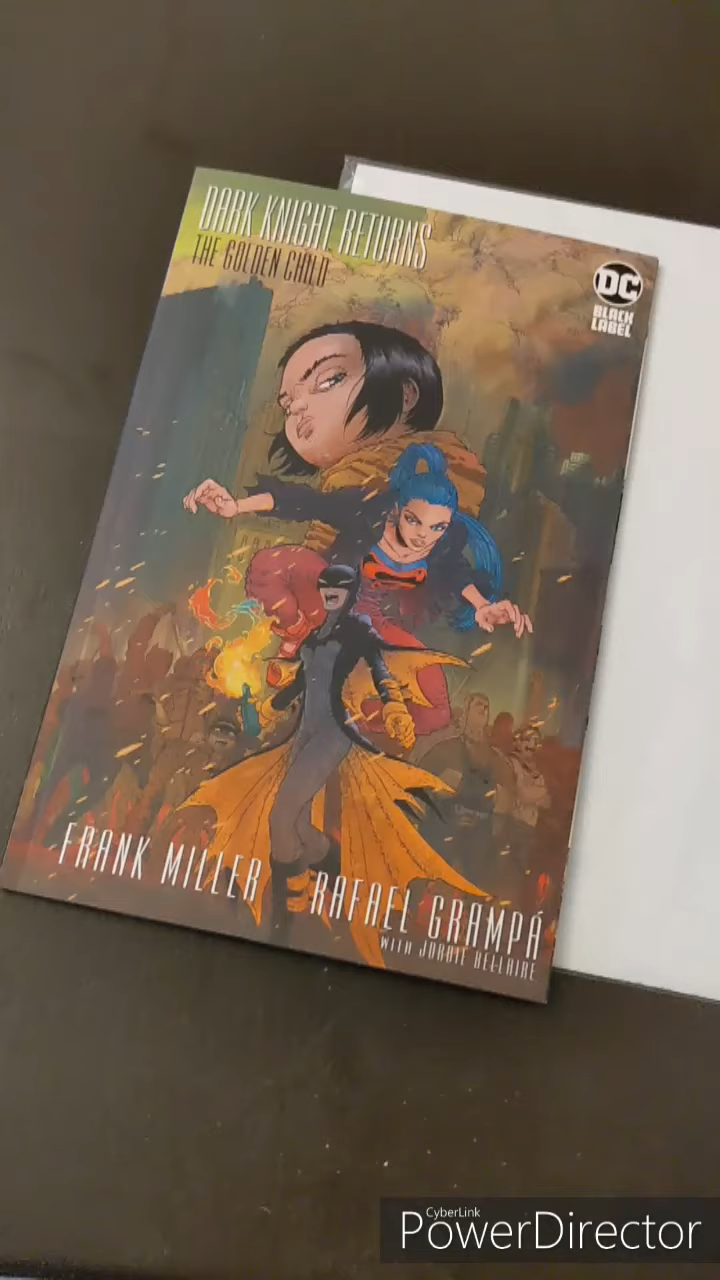 DARK KNIGHT RETURNS
THE GOLDEN CHILD
DC
BLACK
LABEL
FRANK MILLER RAFAEL GRAMPÁ
WITH JORDIE BELLAIRE
CyberLink
PowerDirector